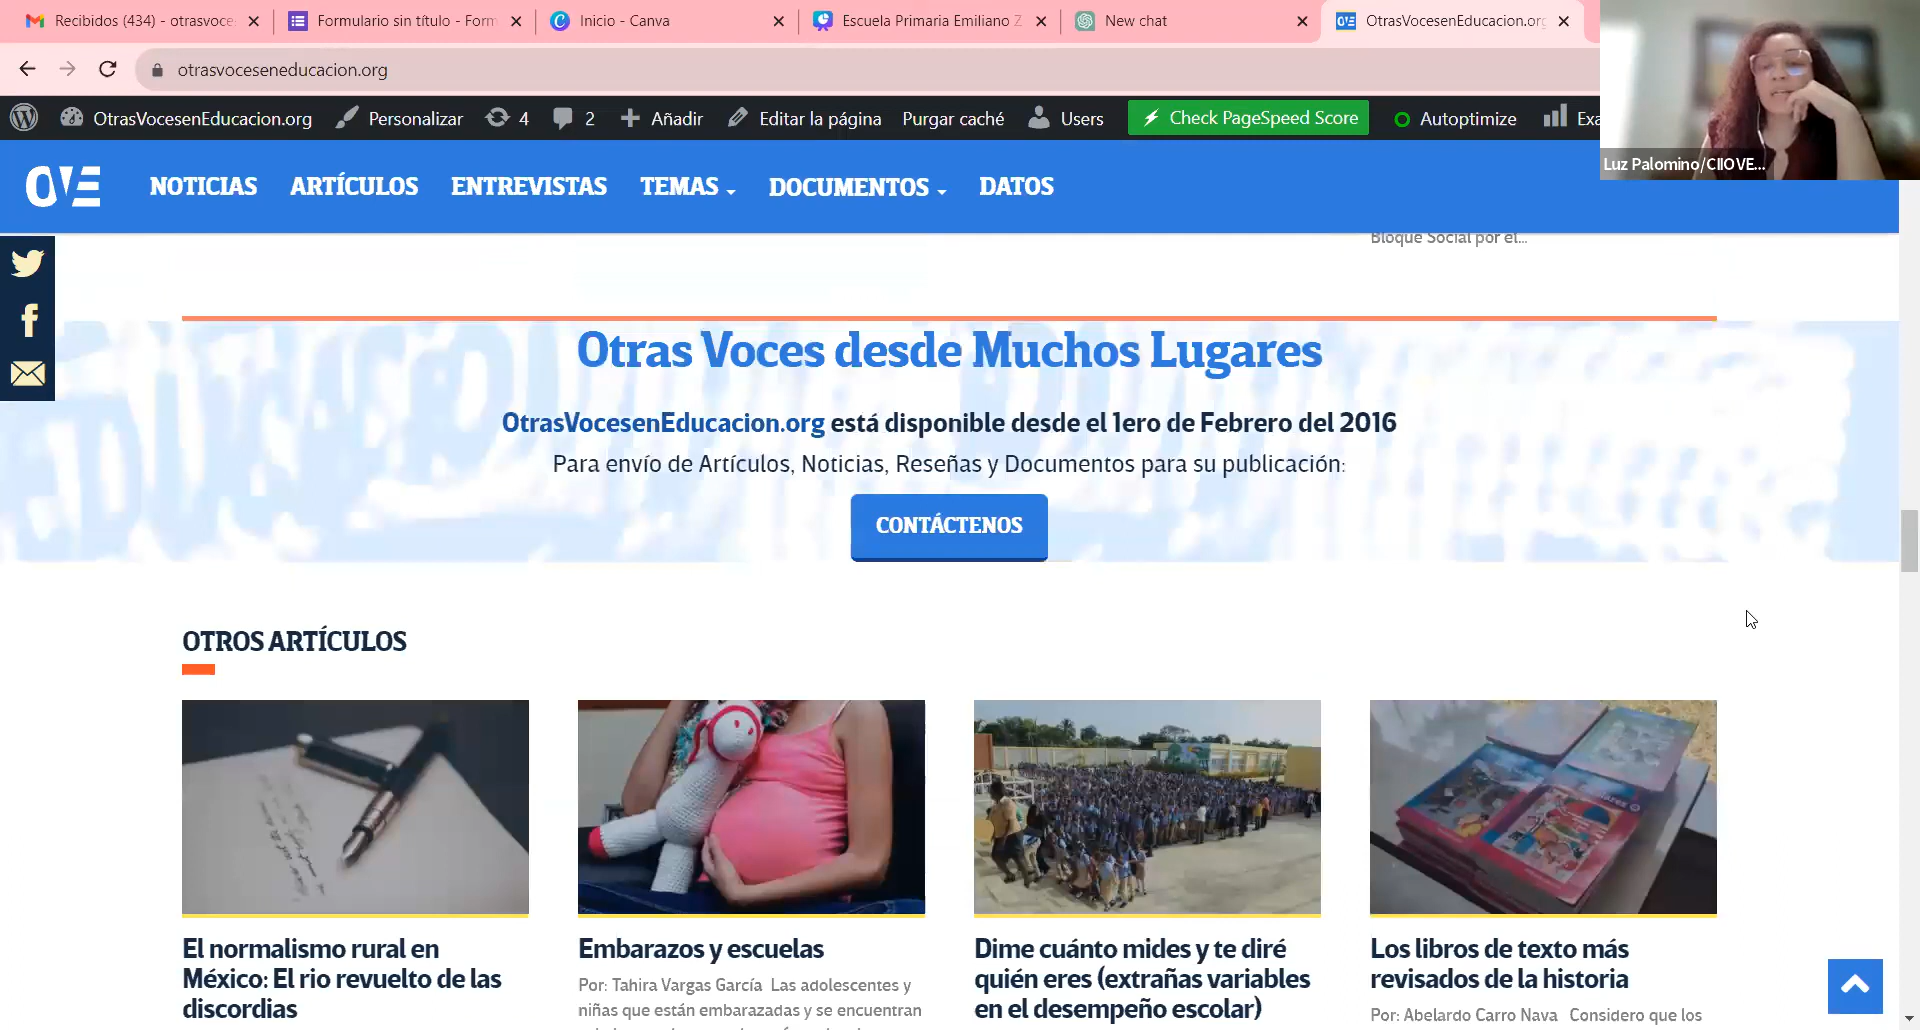 Recibidos (434) - otrasvoce
Formulario sin título - Form
Inicio - Canva
Escuela Primaria Emiliano Z
New chat
OtrasVocesenEducacion.org
otrasvoceseneducacion.org
OtrasVocesenEducacion.org
Personalizar
4
2
Añadir
Editar la página
Purgar caché
Users
Check PageSpeed Score
Autoptimize
Exa
Luz Palomino/CIIOVE...
OVE
NOTICIAS
ARTÍCULOS
ENTREVISTAS
TEMAS
DOCUMENTOS
DATOS
Bloque Social por el...
Otras Voces desde Muchos Lugares
OtrasVocesenEducacion.org está disponible desde el 1ero de Febrero del 2016
Para envío de Artículos, Noticias, Reseñas y Documentos para su publicación:
CONTÁCTENOS
OTROS ARTÍCULOS
El normalismo rural en
México: El rio revuelto de las
discordias
Embarazos y escuelas
Por: Tahira Vargas García Las adolescentes y
niñas que están embarazadas y se encuentran
Dime cuánto mides y te diré
quién eres (extrañas variables
en el desempeño escolar)
Los libros de texto más
revisados de la historia
Por: Abelardo Carro Nava Considero que los